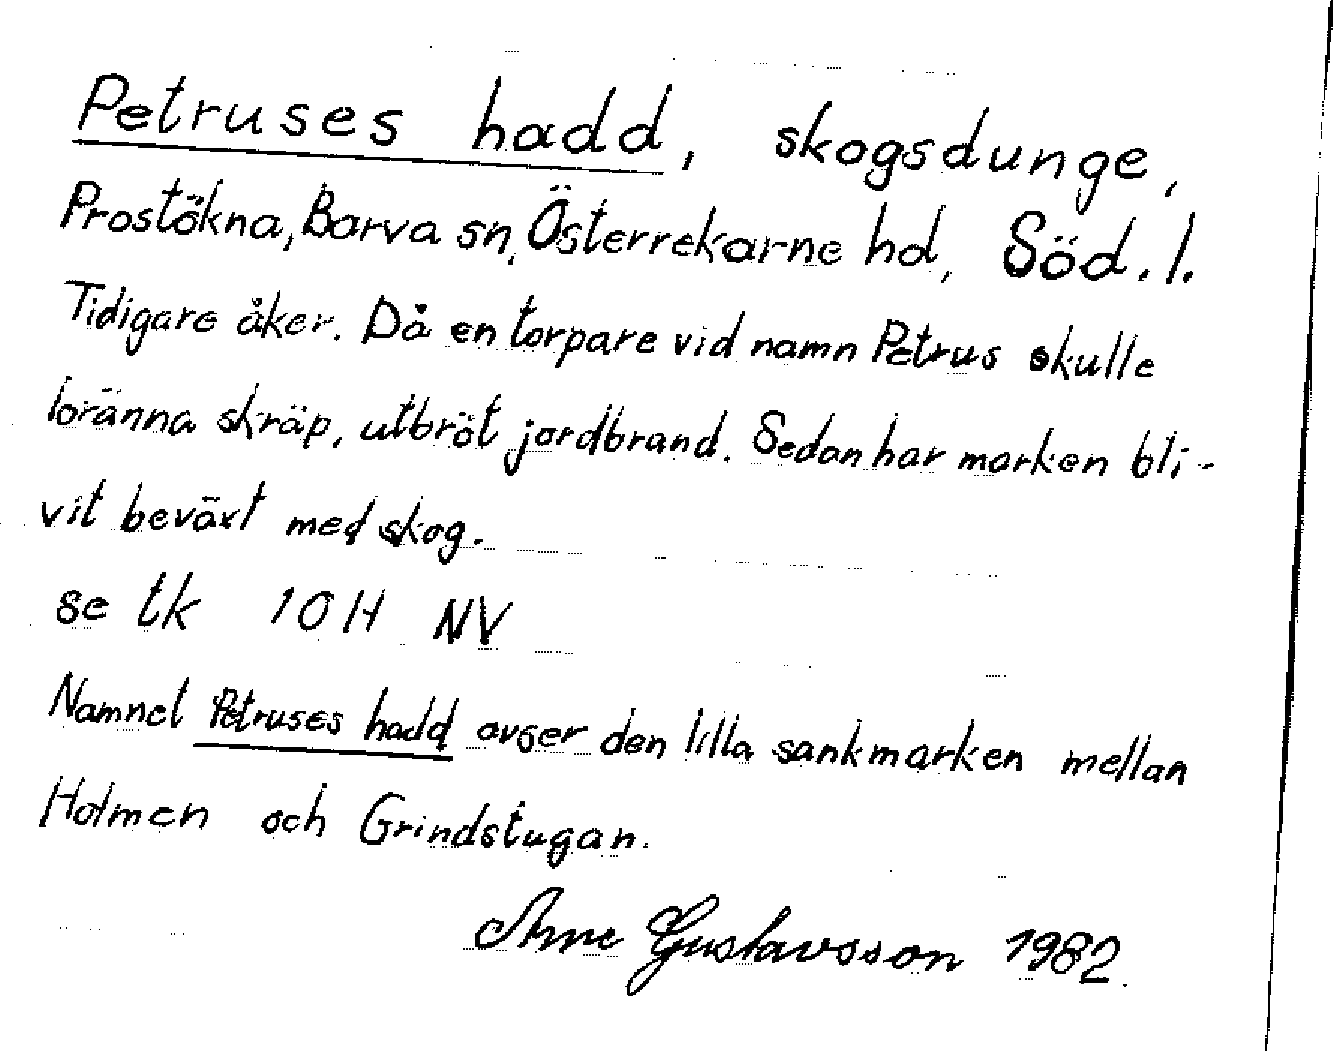 Petruses hadd, skogsdunge,
Prostökna, Barva sn, Österrekarne hd, Söd. l.
Tidigare åker. Då en torpare vid namn Petrus skulle
bränna skräp, utbröt jordbrand. Sedan har marken bli-
vit beväxt med skog.
se tk 10H NV
Namnet Petruses hadd avser den lilla sankmarken mellan
Holmen och Grindstugan.
Arne Gustavsson 1982.